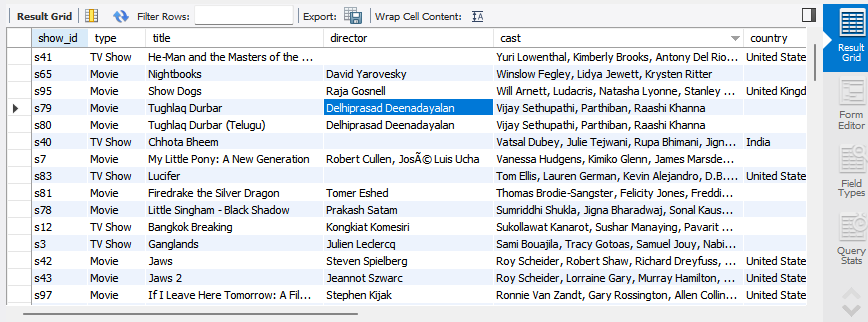 Result Grid Filter Rows: Export: Wrap Cell Content: IA
show_id type title director cast country
s41 TV Show He-Man and the Masters of the ... Yuri Lowenthal, Kimberly Brooks, Antony Del Rio... United State
s65 Movie Nightbooks David Yarovesky Winslow Fegley, Lidya Jewett, Krysten Ritter
s95 Movie Show Dogs Raja Gosnell Will Arnett, Ludacris, Natasha Lyonne, Stanley ... United Kingd
s79 Movie Tughlaq Durbar Delhiprasad Deenadayalan Vijay Sethupathi, Parthiban, Raashi Khanna
s80 Movie Tughlaq Durbar (Telugu) Delhiprasad Deenadayalan Vijay Sethupathi, Parthiban, Raashi Khanna
s40 TV Show Chhota Bheem Vatsal Dubey, Julie Tejwani, Rupa Bhimani, Jign... India
s7 Movie My Little Pony: A New Generation Robert Cullen, JosÃ© Luis Ucha Vanessa Hudgens, Kimiko Glenn, James Marsde...
s83 TV Show Lucifer Tom Ellis, Lauren German, Kevin Alejandro, D.B.... United State
s81 Movie Firedrake the Silver Dragon Tomer Eshed Thomas Brodie-Sangster, Felicity Jones, Freddi...
s78 Movie Little Singham - Black Shadow Prakash Satam Sumriddhi Shukla, Jigna Bharadwaj, Sonal Kaus...
s12 TV Show Bangkok Breaking Kongkiat Komesiri Sukollawat Kanarot, Sushar Manaying, Pavarit ...
s3 TV Show Ganglands Julien Leclercq Sami Bouajila, Tracy Gotoas, Samuel Jouy, Nabi...
s42 Movie Jaws Steven Spielberg Roy Scheider, Robert Shaw, Richard Dreyfuss, ... United State
s43 Movie Jaws 2 Jeannot Szwarc Roy Scheider, Lorraine Gary, Murray Hamilton, ... United State
s97 Movie If I Leave Here Tomorrow: A Fil... Stephen Kijak Ronnie Van Zandt, Gary Rossington, Allen Collin... United State
Result
Grid
Form
Editor
Field
Types
Query
Stats